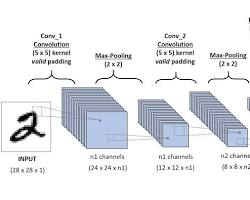 Conv_1
Convolution
(5 x 5) kernel
valid padding
Max-Pooling
(2 x 2)
Conv_2
Convolution
(5 x 5) kernel
valid padding
Max-Pooling
(2 x 2)
2
INPUT
(28 x 28 x 1)
n1 channels
(24 x 24 x n1)
n1 channels
(12 x 12 x n1)
n2 channels
(8 x 8 x n2